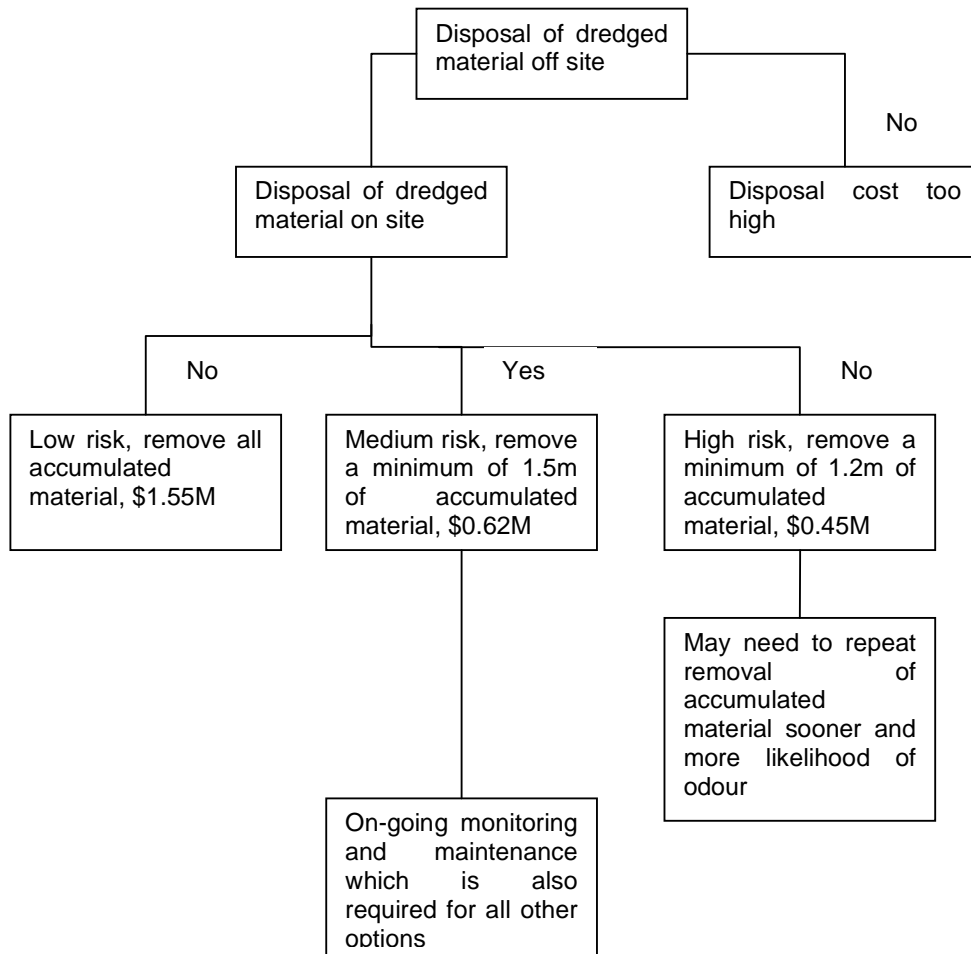 Disposal of dredged
material off site
No
Disposal of dredged
material on site
Disposal cost too
high
No
Yes
No
Low risk, remove all
accumulated
material, $1.55M
Medium risk, remove
a minimum of 1.5m
of accumulated
material, $0.62M
High risk, remove a
minimum of 1.2m of
accumulated
material, $0.45M
May need to repeat
removal of
accumulated
material sooner and
more likelihood of
odour
On-going monitoring
and maintenance
which is also
required for all other
options